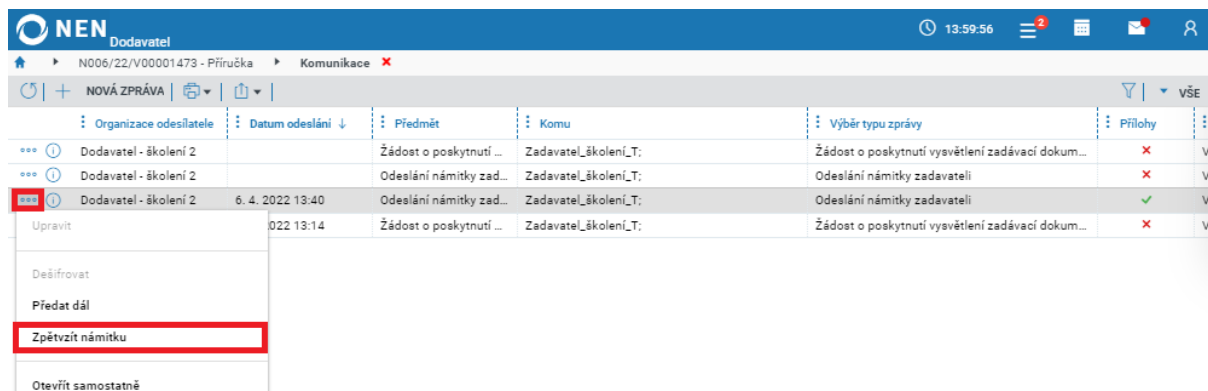 NEN Dodavatel 13:59:56 2
N006/22/V00001473 - Příručka Komunikace
NOVÁ ZPRÁVA VŠE
Organizace odesílatele Datum odeslání ↓ Předmět Komu Výběr typu zprávy Přílohy
Dodavatel - školení 2 Žádost o poskytnutí ... Zadavatel_školení_T; Žádost o poskytnutí vysvětlení zadávací dokum...
Dodavatel - školení 2 Odeslání námitky zad... Zadavatel_školení_T; Odeslání námitky zadavateli
Dodavatel - školení 2 6. 4. 2022 13:40 Odeslání námitky zad... Zadavatel_školení_T; Odeslání námitky zadavateli
022 13:14 Žádost o poskytnutí ... Zadavatel_školení_T; Žádost o poskytnutí vysvětlení zadávací dokum...
Upravit
Dešifrovat
Předat dál
Zpětvzít námitku
Otevřít samostatně